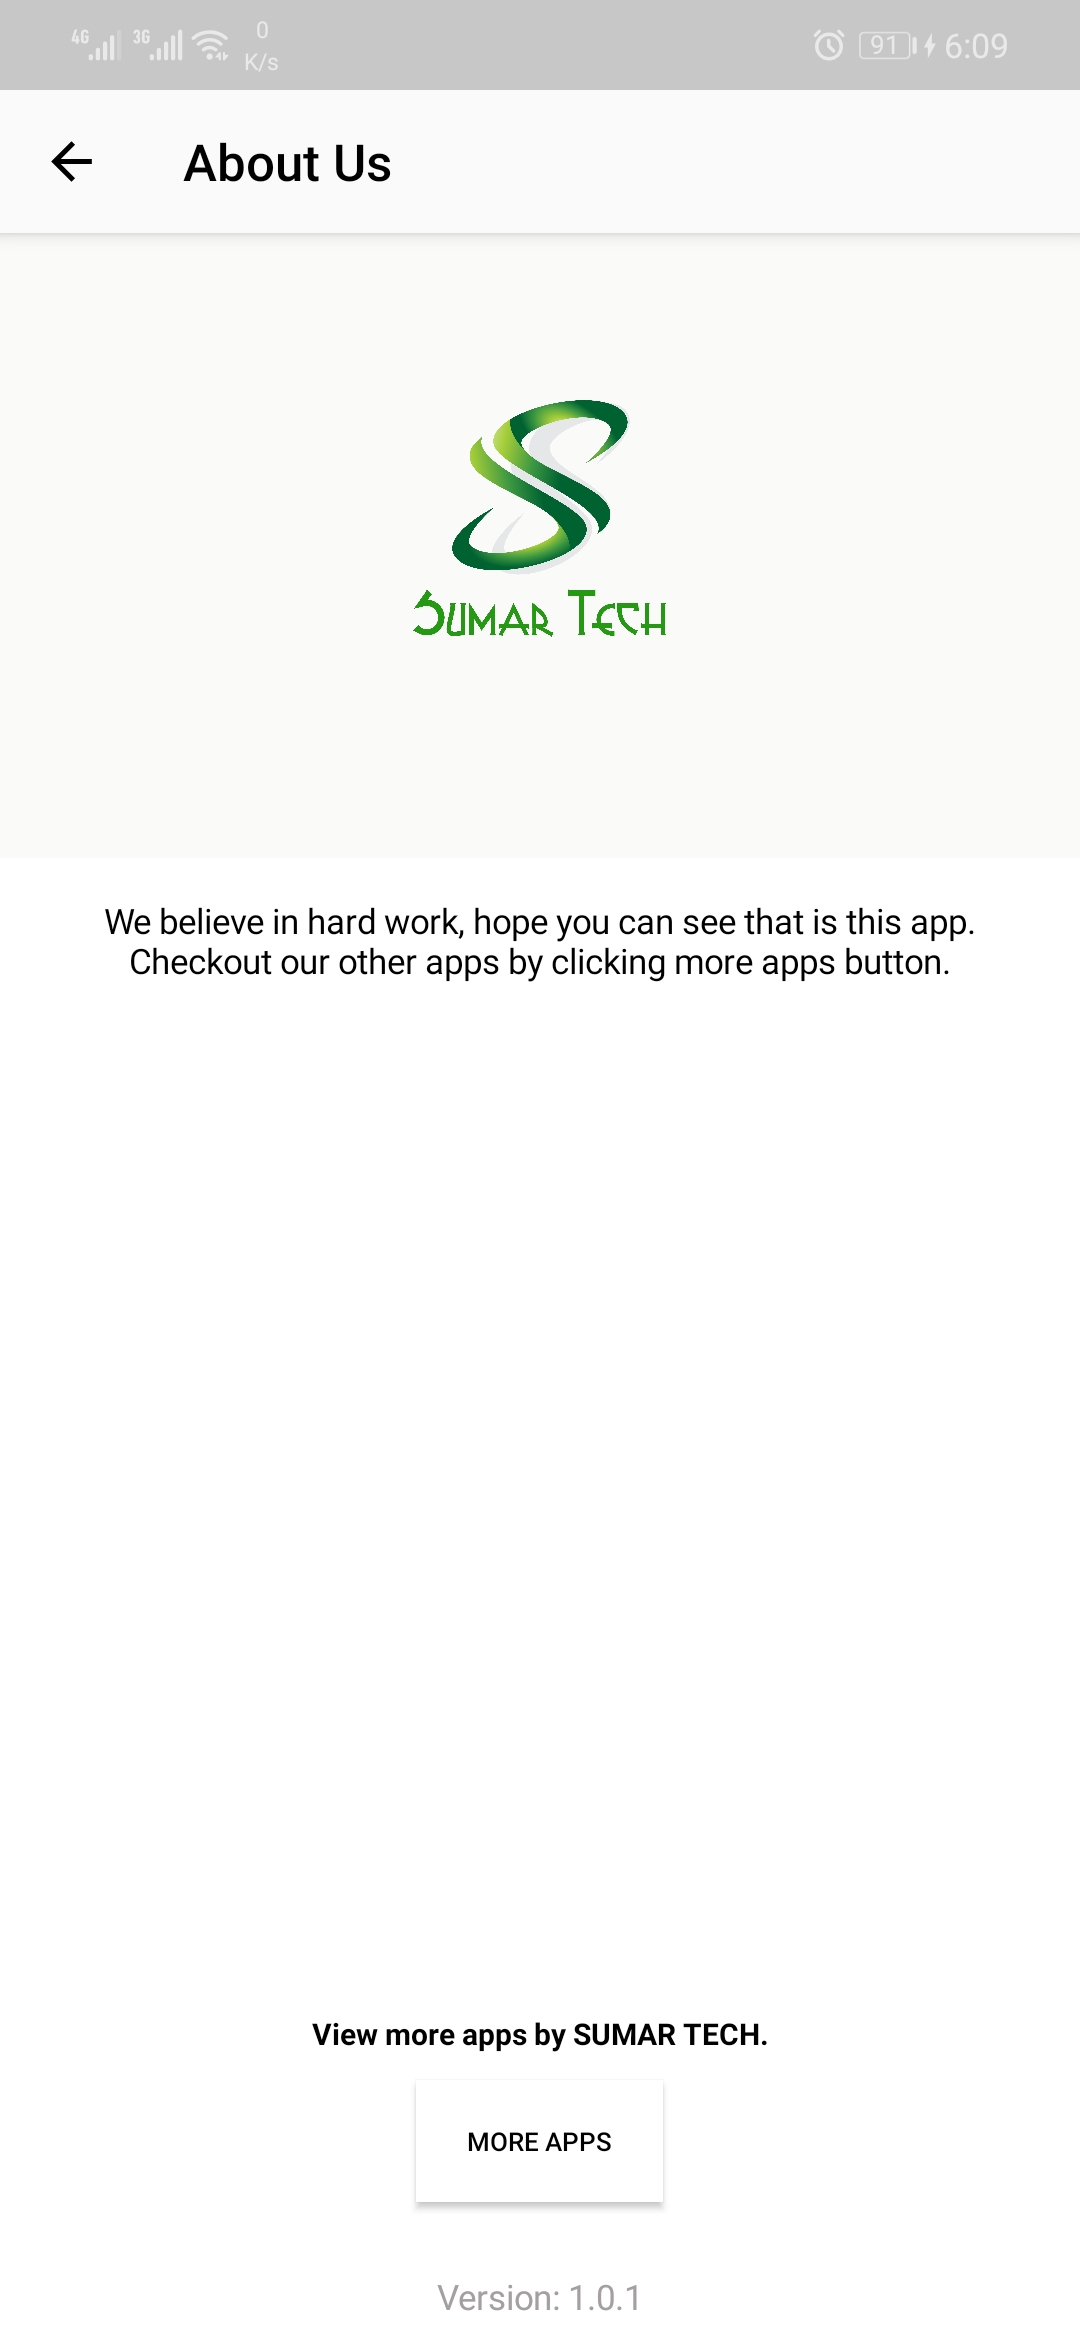 4G 3G 0 K/s 91 6:09
About Us
SUMAR TECH
We believe in hard work, hope you can see that is this app.
Checkout our other apps by clicking more apps button.
View more apps by SUMAR TECH.
MORE APPS
Version: 1.0.1